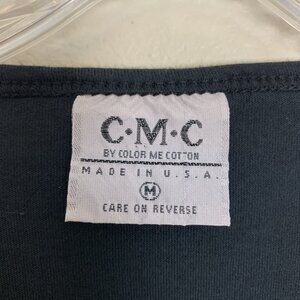 C·M·C
BY COLOR ME COTTON
MADE IN U.S.A.
M
CARE ON REVERSE